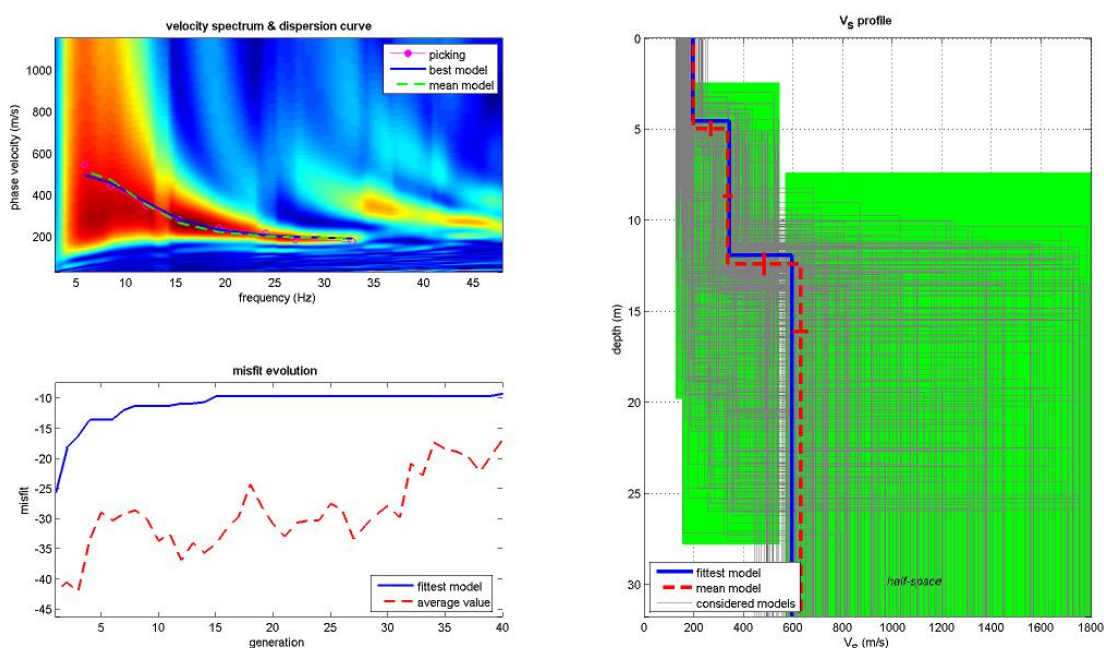 velocity spectrum & dispersion curve
1000
800
600
400
200
phase velocity (m/s)
picking
best model
mean model
5 10 15 20 25 30 35 40 45
frequency (Hz)
misfit evolution
-10
-15
-20
-25
-30
-35
-40
-45
misfit
fittest model
average value
5 10 15 20 25 30 35 40
generation
VS profile
0
5
10
15
20
25
30
depth (m)
half-space
fittest model
mean model
considered models
0 200 400 600 800 1000 1200 1400 1600 1800
VS (m/s)